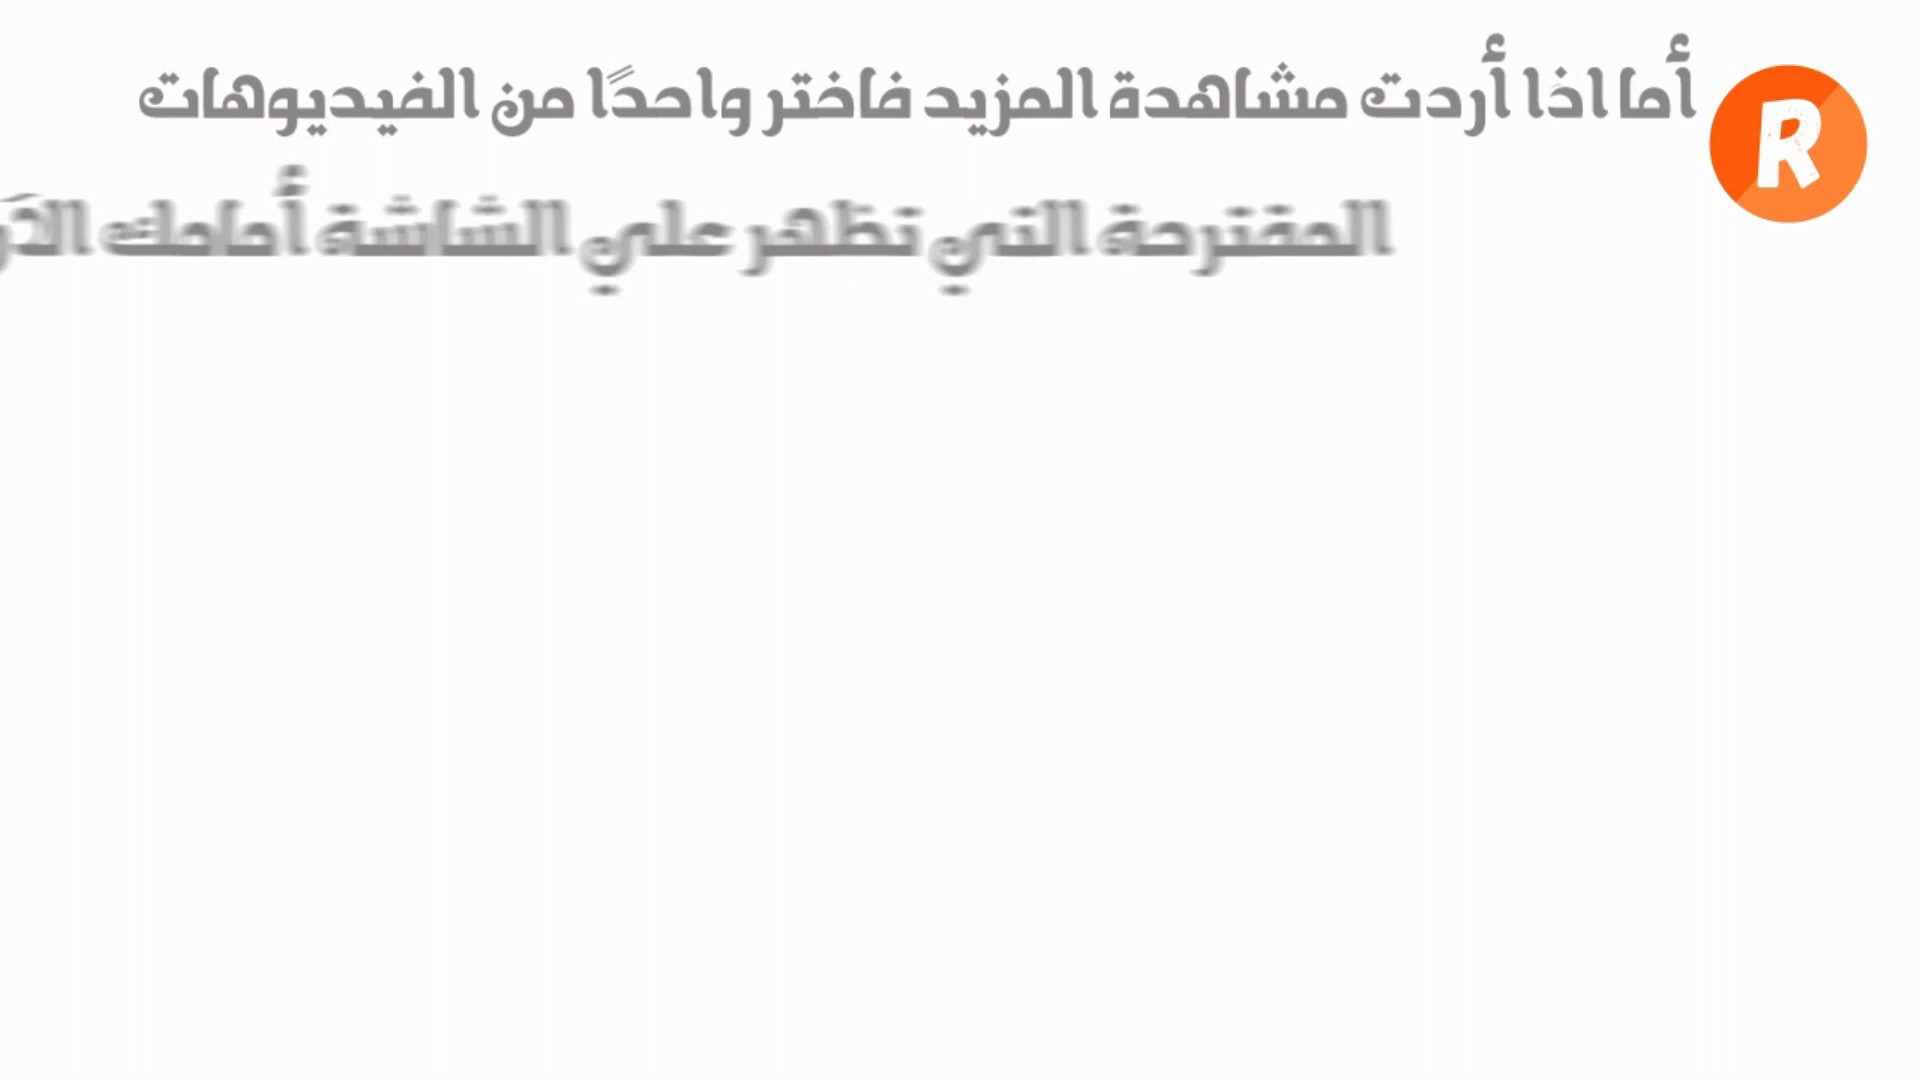 أما اذا أردت مشاهدة المزيد فاختر واحدًا من الفيديوهات
المقترحة التي تظهر علي الشاشة أمامك
R